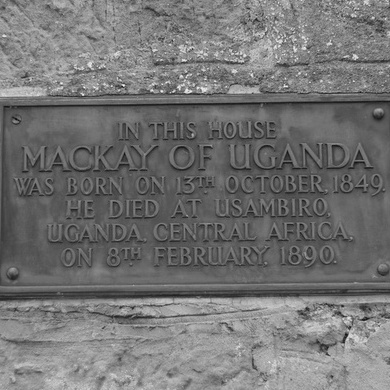 IN THIS HOUSE
MACKAY OF UGANDA
WAS BORN ON 13TH OCTOBER, 1849
HE DIED AT USAMBIRO,
UGANDA, CENTRAL AFRICA,
ON 8TH FEBRUARY, 1890.